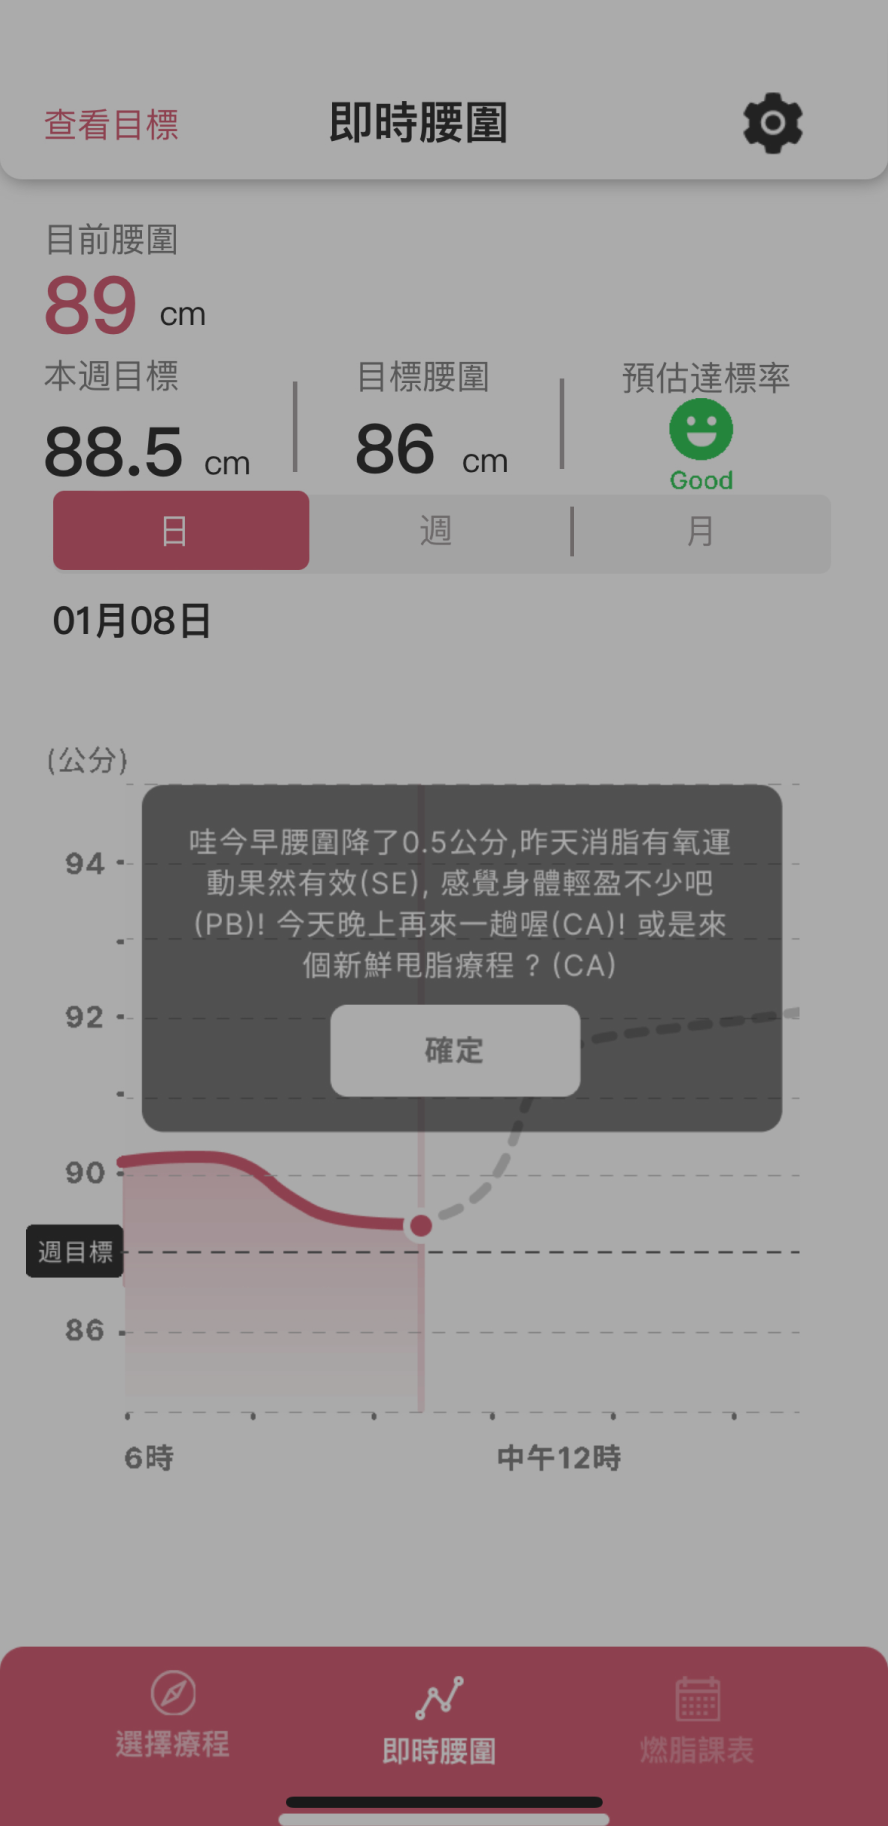 查看目標
即時腰圍
目前腰圍
89 cm
本週目標
目標腰圍
預估達標率
88.5 cm
86 cm
Good
日
週
月
01月08日
(公分)
哇今早腰圍降了0.5公分,昨天消脂有氧運
動果然有效(SE), 感覺身體輕盈不少吧
(PB)! 今天晚上再來一趟喔(CA)! 或是來
個新鮮甩脂療程 ? (CA)
確定
94
92
90
週目標
86
6時
中午12時
選擇療程
即時腰圍
燃脂課表